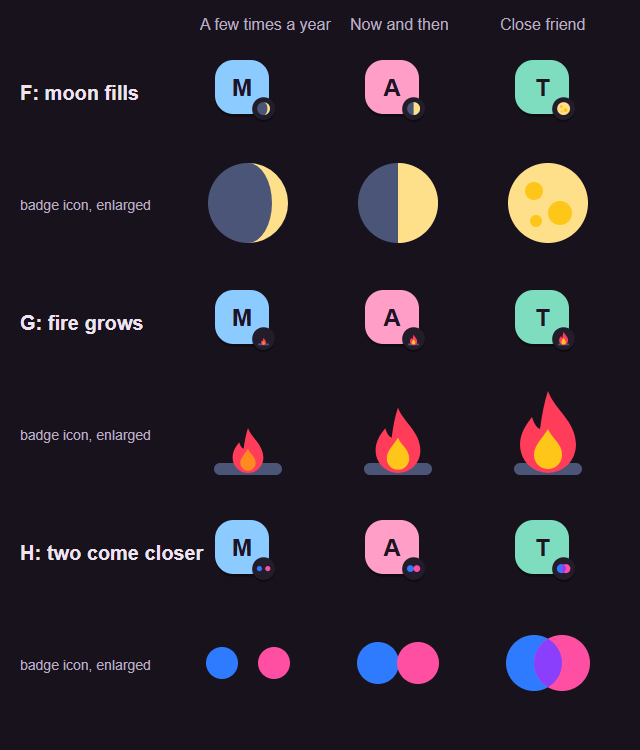 A few times a year Now and then Close friend
M A T
F: moon fills
badge icon, enlarged
M A T
G: fire grows
badge icon, enlarged
M A T
H: two come closer
badge icon, enlarged